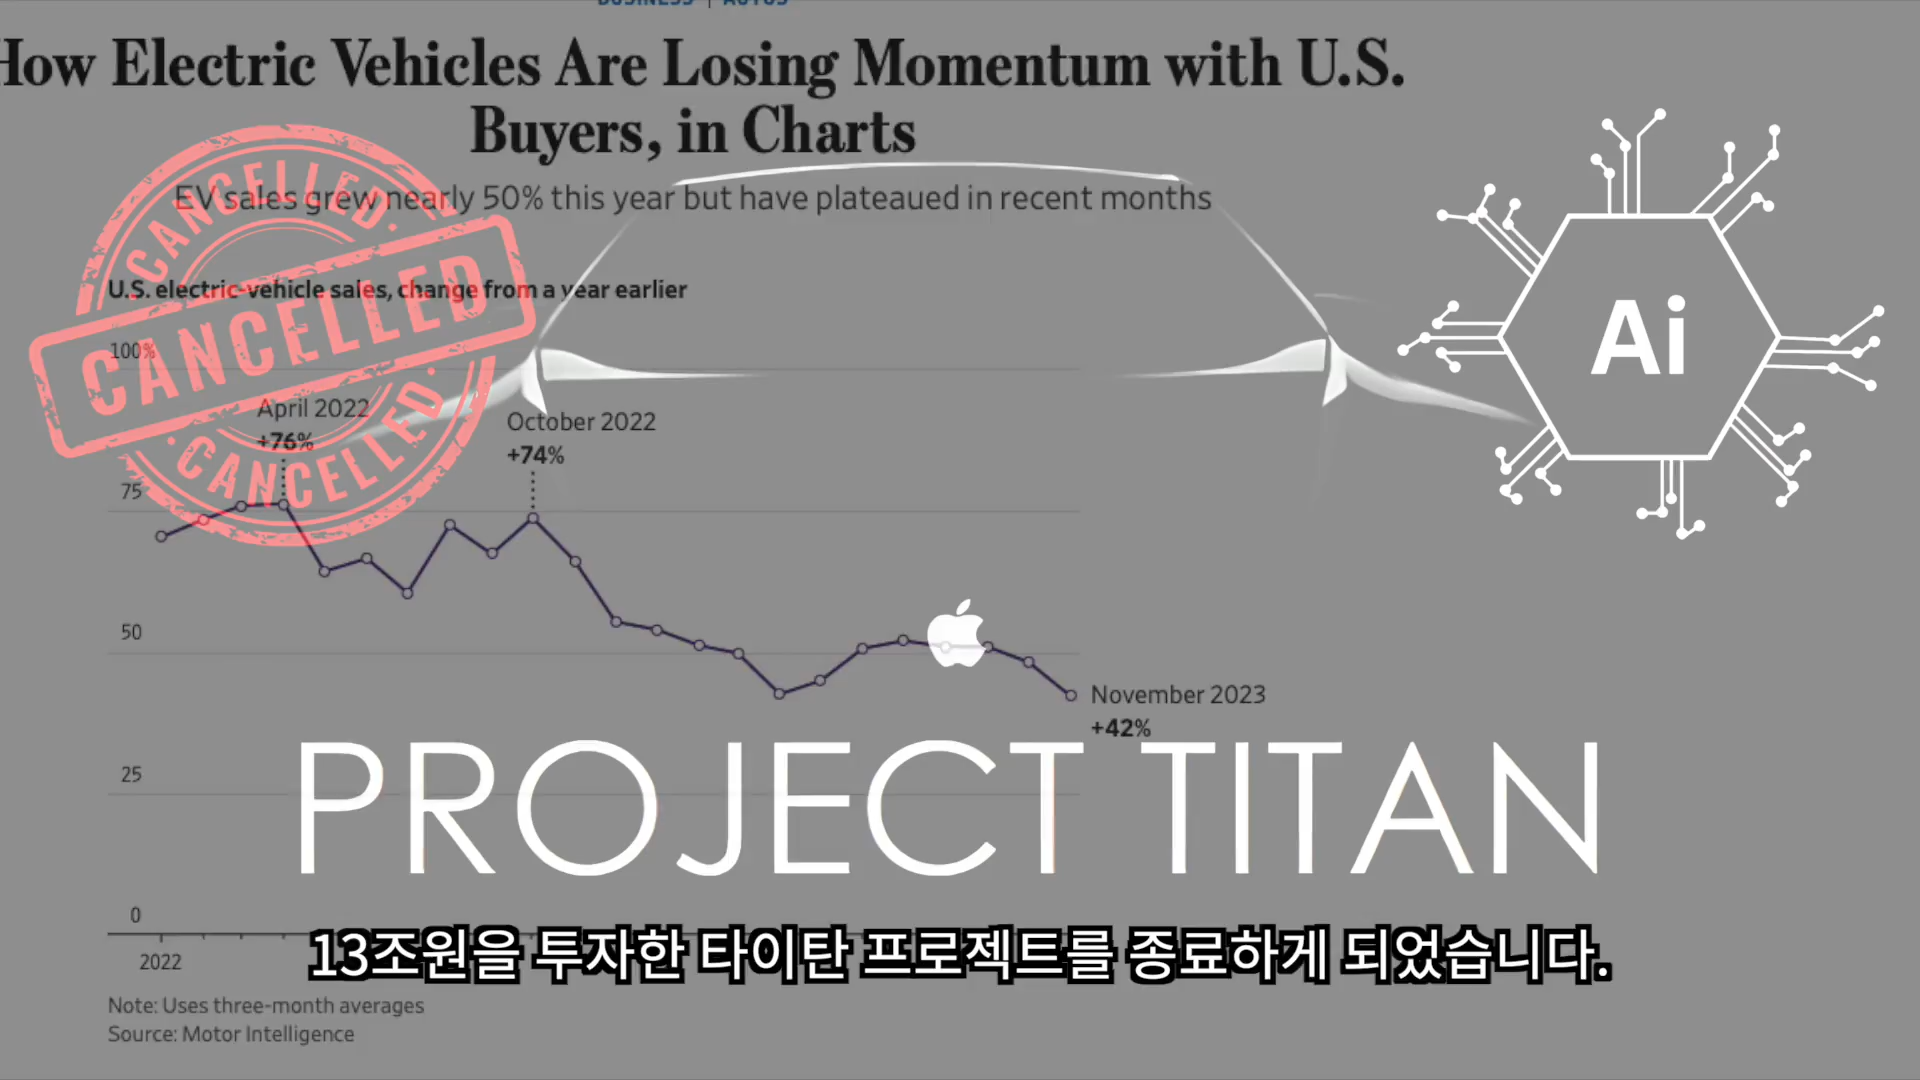 BUSINESS | AUTOS
How Electric Vehicles Are Losing Momentum with U.S.
Buyers, in Charts
EV sales grew nearly 50% this year but have plateaued in recent months
CANCELLED
CANCELLED
CANCELLED
U.S. electric-vehicle sales, change from a year earlier
Ai
100%
April 2022
+76%
October 2022
+74%
75
50
November 2023
+42%
25
PROJECT TITAN
0
2022
13조원을 투자한 타이탄 프로젝트를 종료하게 되었습니다.
Note: Uses three-month averages
Source: Motor Intelligence